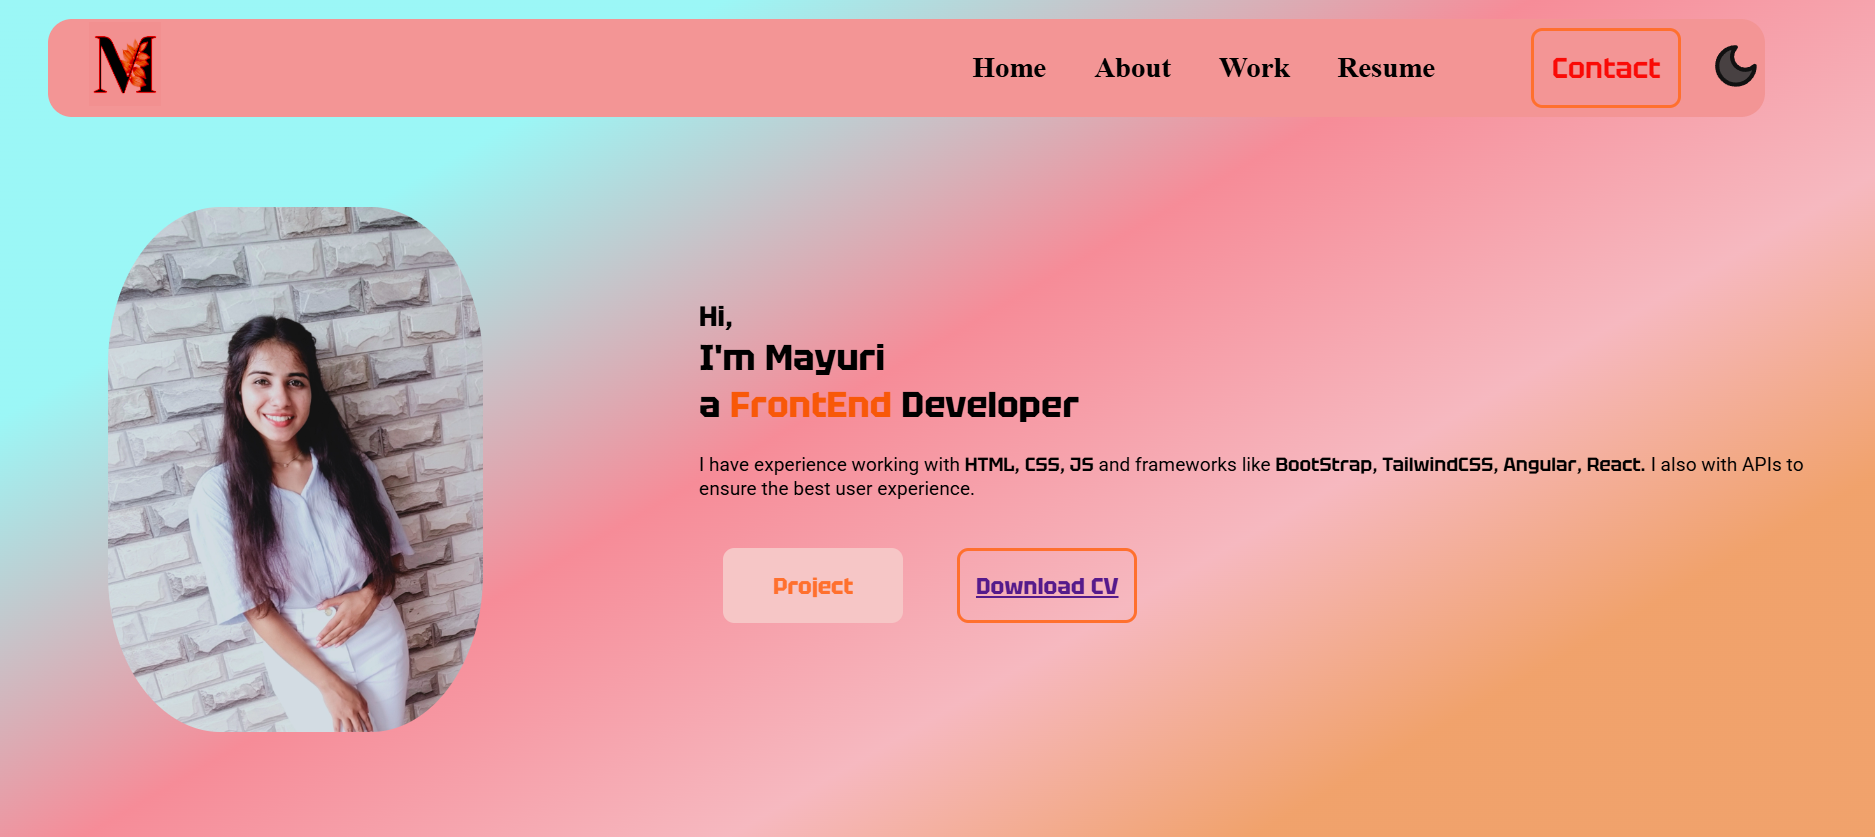 M
Home About Work Resume Contact
Hi,
I'm Mayuri
a FrontEnd Developer
I have experience working with HTML, CSS, JS and frameworks like BootStrap, TailwindCSS, Angular, React. I also with APIs to
ensure the best user experience.
Project Download CV